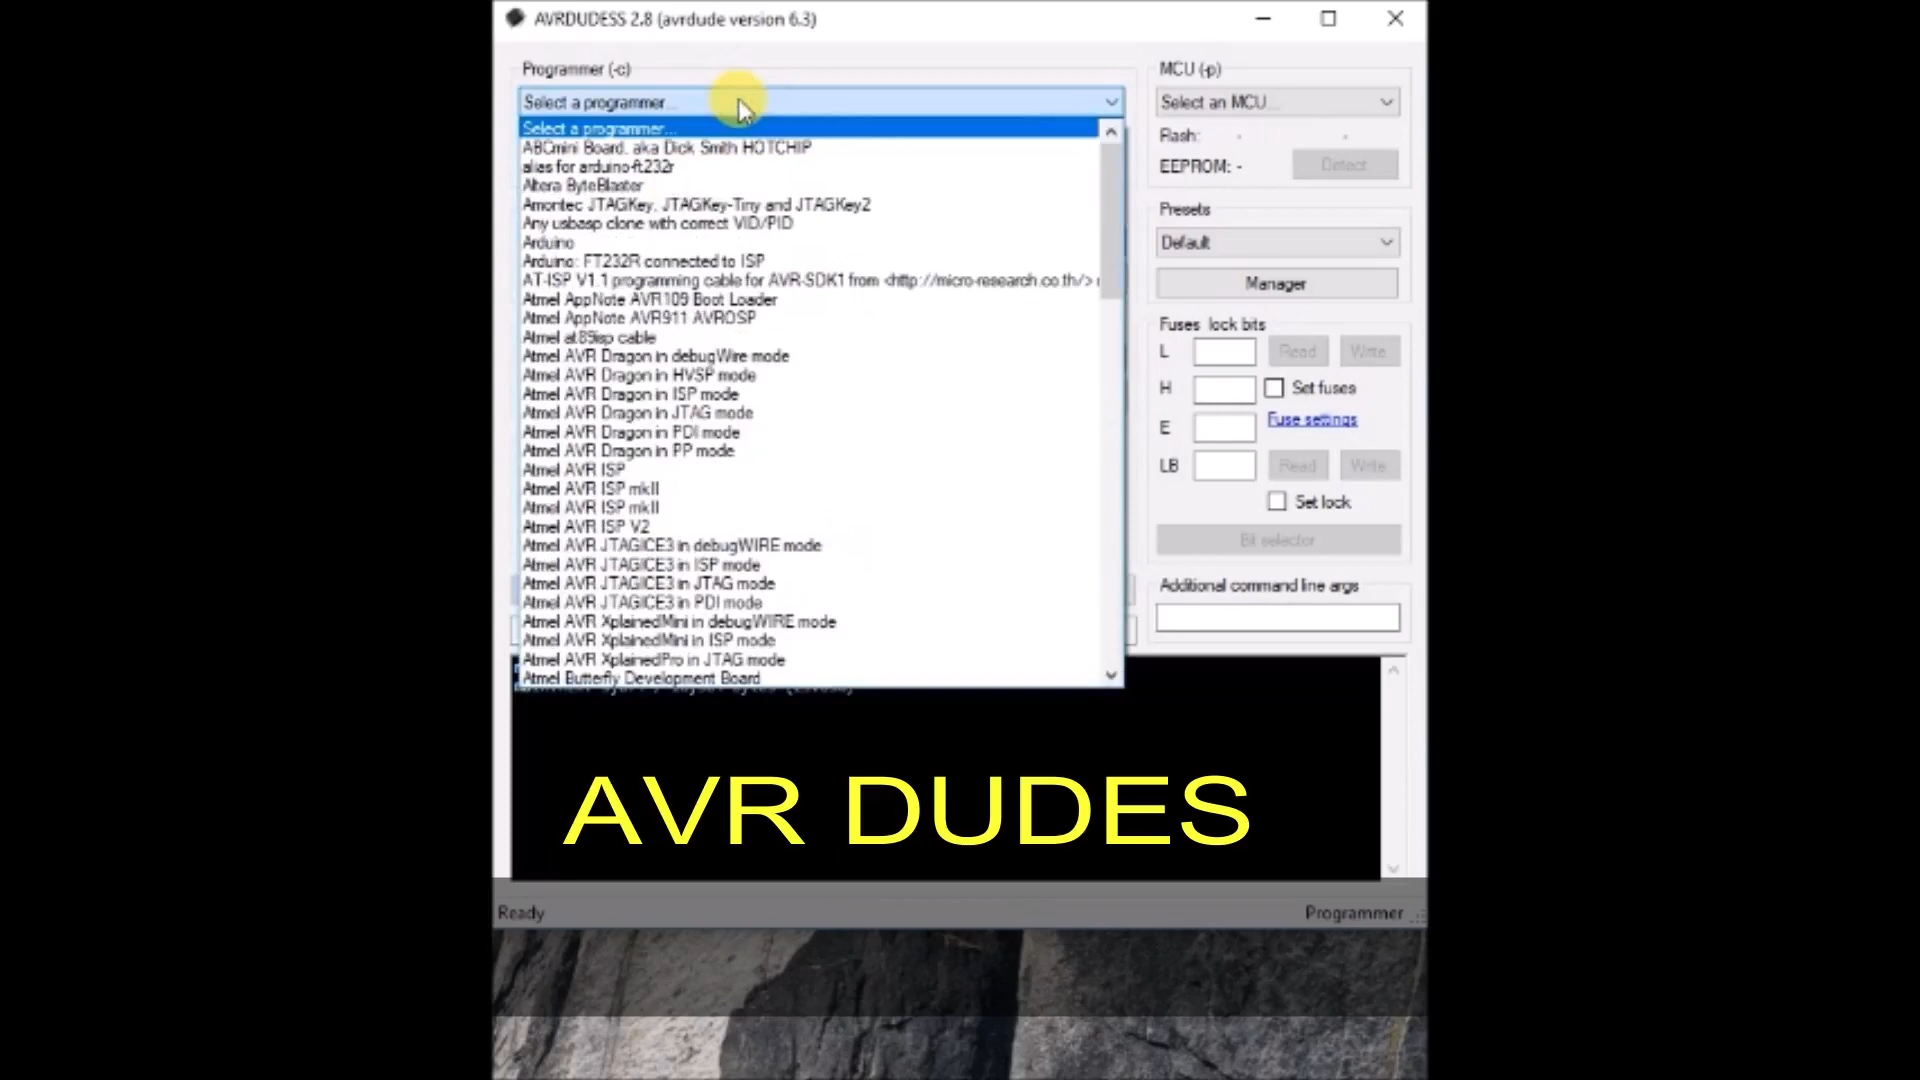 AVRDUDESS 2.8 (avrdude version 6.3)
Programmer (-c)
Select a programmer...
Select a programmer...
ABCmini Board, aka Dick Smith HOTCHIP
alias for arduino-ft232r
Altera ByteBlaster
Amontec JTAGKey, JTAGKey-Tiny and JTAGKey2
Any usbasp clone with correct VID/PID
Arduino
Arduino: FT232R connected to ISP
AT-ISP V1.1 programming cable for AVR-SDK1 from <http://micro-research.co.th/>
Atmel AppNote AVR109 Boot Loader
Atmel AppNote AVR911 AVROSP
Atmel at89isp cable
Atmel AVR Dragon in debugWire mode
Atmel AVR Dragon in HVSP mode
Atmel AVR Dragon in ISP mode
Atmel AVR Dragon in JTAG mode
Atmel AVR Dragon in PDI mode
Atmel AVR Dragon in PP mode
Atmel AVR ISP
Atmel AVR ISP mkII
Atmel AVR ISP mkII
Atmel AVR ISP V2
Atmel AVR JTAGICE3 in debugWIRE mode
Atmel AVR JTAGICE3 in ISP mode
Atmel AVR JTAGICE3 in JTAG mode
Atmel AVR JTAGICE3 in PDI mode
Atmel AVR XplainedMini in debugWIRE mode
Atmel AVR XplainedMini in ISP mode
Atmel AVR XplainedPro in JTAG mode
Atmel Butterfly Development Board
MCU (-p)
Select an MCU...
Flash: - -
EEPROM: -
Detect
Presets
Default
Manager
Fuses lock bits
L Read Write
H Set fuses
E Fuse settings
LB Read Write
Set lock
Bit selector
Additional command line args
AVR DUDES
Ready
Programmer